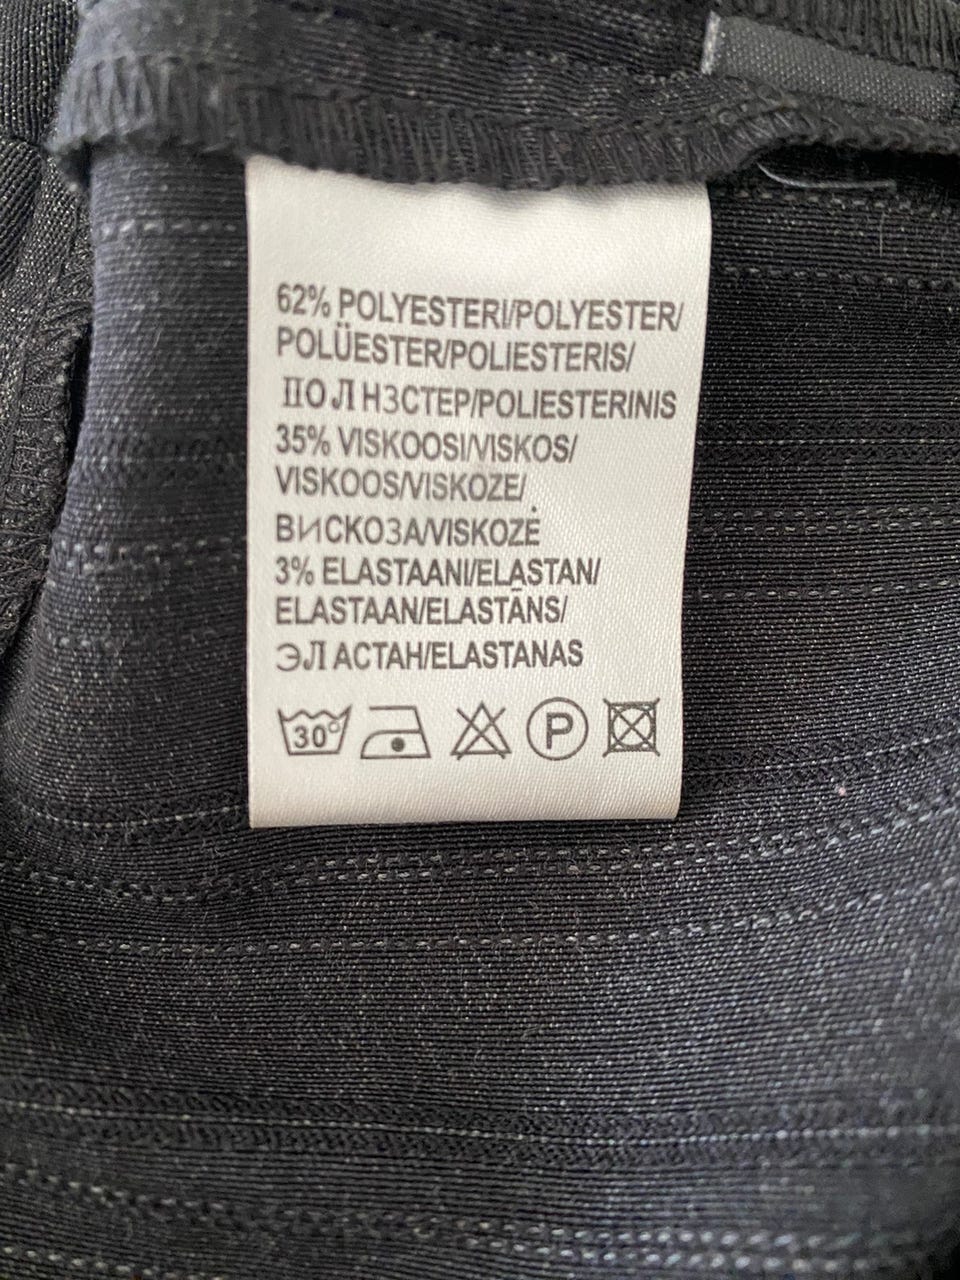 62% POLYESTERI/POLYESTER/
POLÜESTER/POLIESTERIS/
ПОЛНЗСТЕР/POLIESTERINIS
35% VISKOOSI/VISKOS/
VISKOOS/VISKOZE/
ВИСКОЗА/VISKOZĖ
3% ELASTAANI/ELASTAN/
ELASTAAN/ELASTĀNS/
ЭЛАСТАН/ELASTANAS
30° P